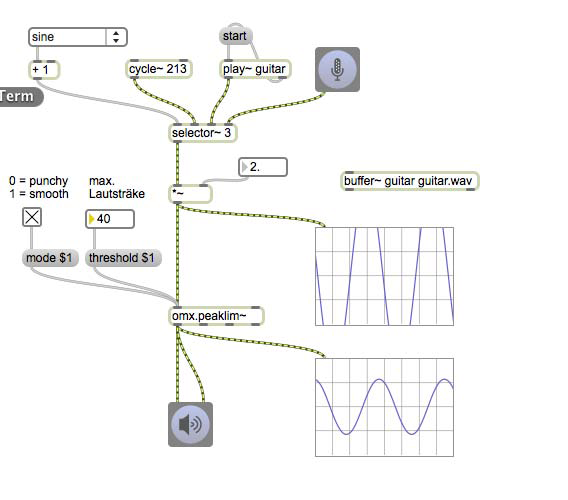 sine
start
+ 1
cycle~ 213
play~ guitar
Term
selector~ 3
2.
0 = punchy
1 = smooth
max.
Lautsträke
*~
buffer~ guitar guitar.wav
40
mode $1
threshold $1
omx.peaklim~